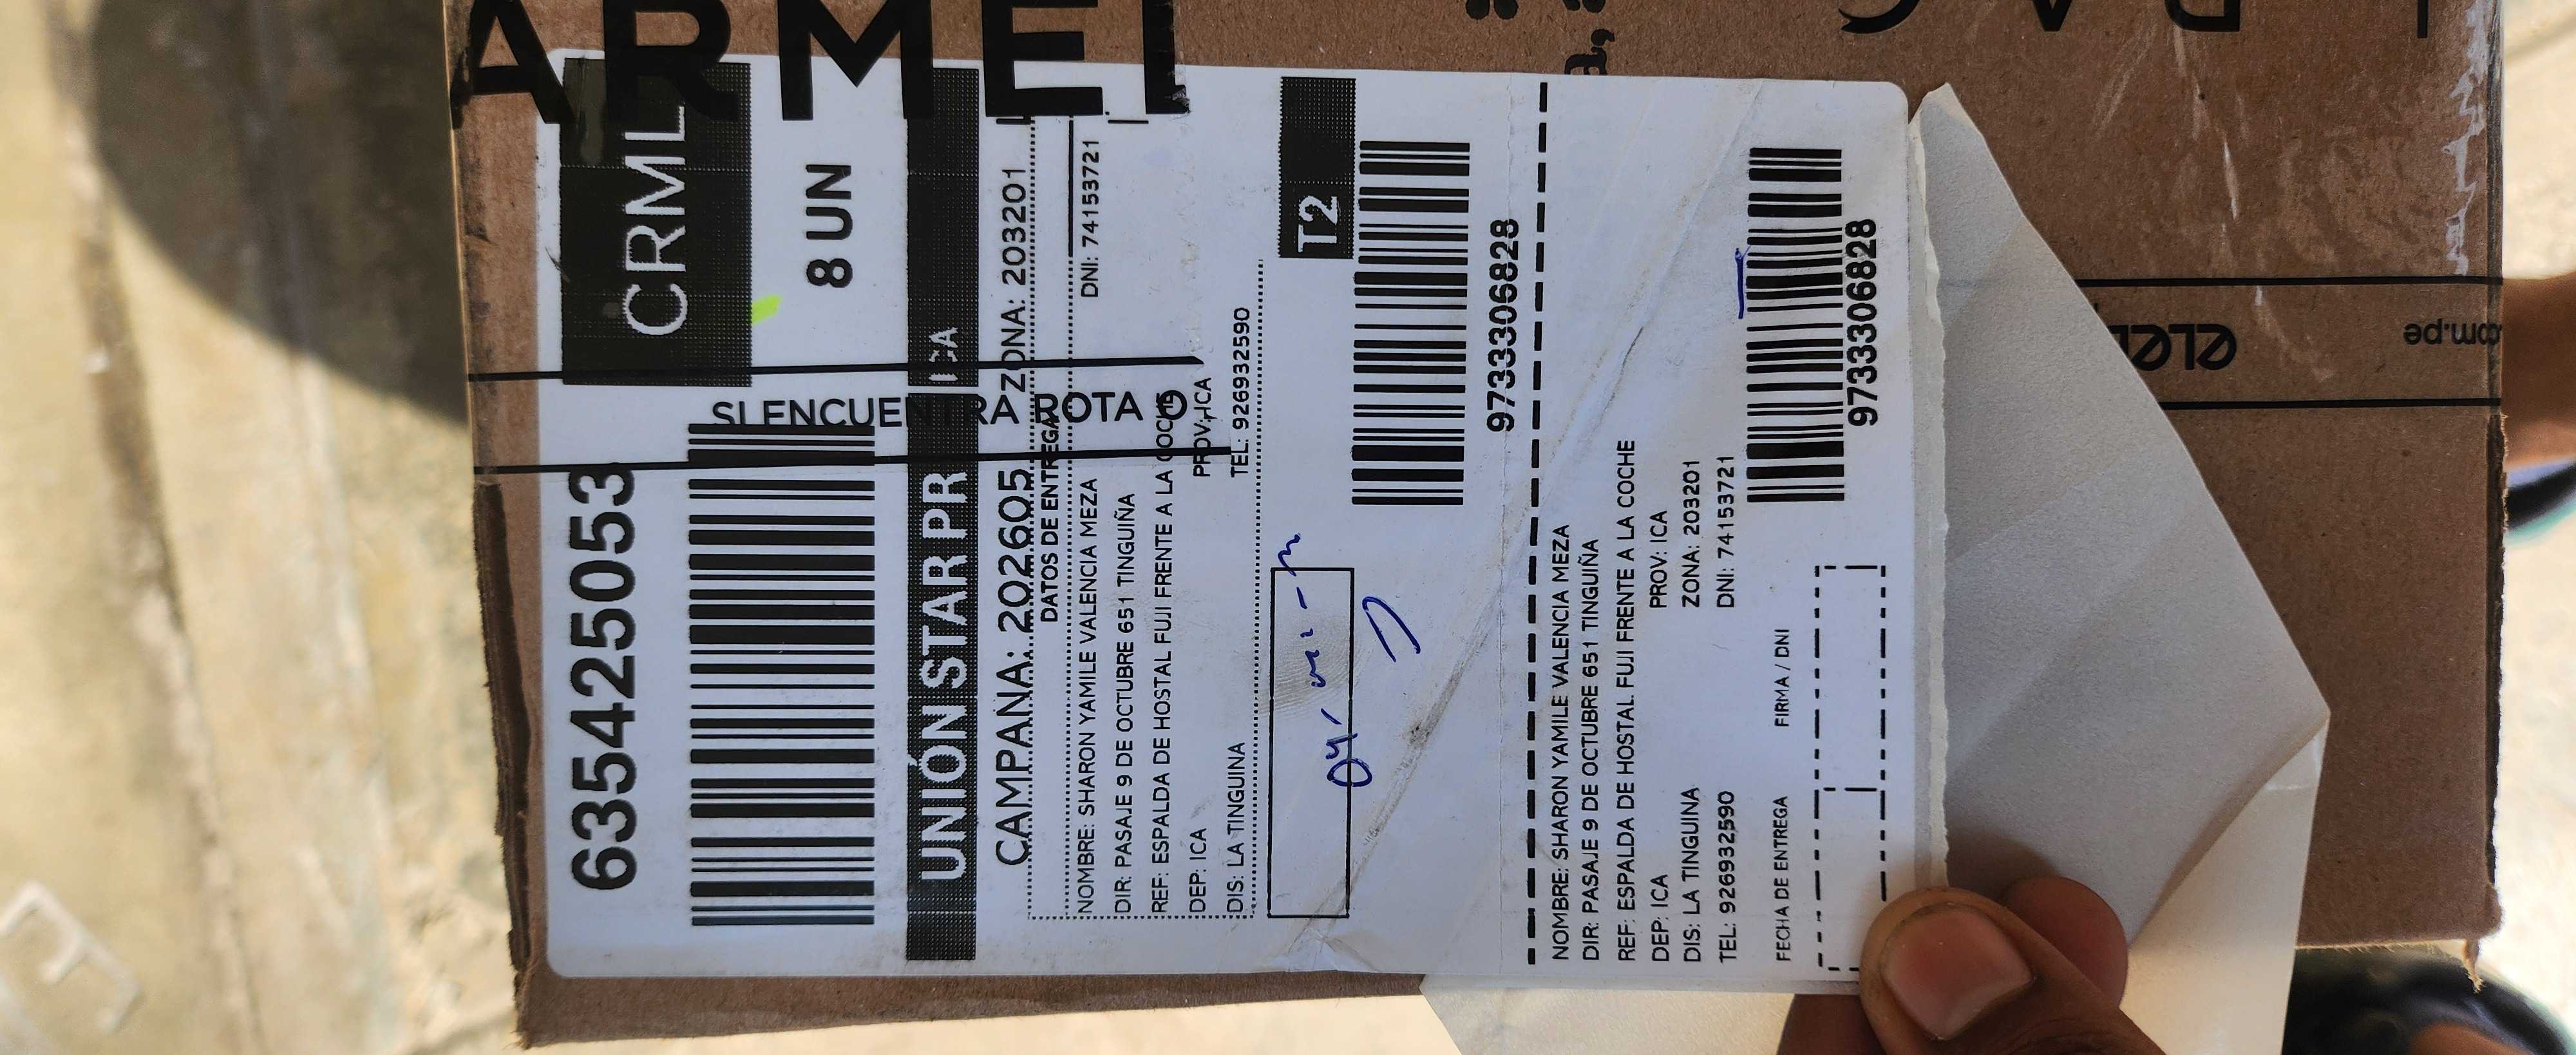 ARMEL
CRML
8 UN
6354425053
SI ENCUENTRA ROTA O
UNIÓN STAR PR ICA
CAMPAÑA: 202605 ZONA: 203201
DATOS DE ENTREGA
NOMBRE: SHARON YAMILE VALENCIA MEZA DNI: 74153721
DIR: PASAJE 9 DE OCTUBRE 651 TINGUIÑA
REF: ESPALDA DE HOSTAL FUJI FRENTE A LA COCHE
DEP: ICA PROV: ICA
DIS: LA TINGUINA TEL: 926932590
T2
9733306828
NOMBRE: SHARON YAMILE VALENCIA MEZA
DIR: PASAJE 9 DE OCTUBRE 651 TINGUIÑA
REF: ESPALDA DE HOSTAL FUJI FRENTE A LA COCHE
DEP: ICA PROV: ICA
DIS: LA TINGUINA ZONA: 203201
TEL: 926932590 DNI: 74153721
FECHA DE ENTREGA FIRMA / DNI
9733306828
om.pe